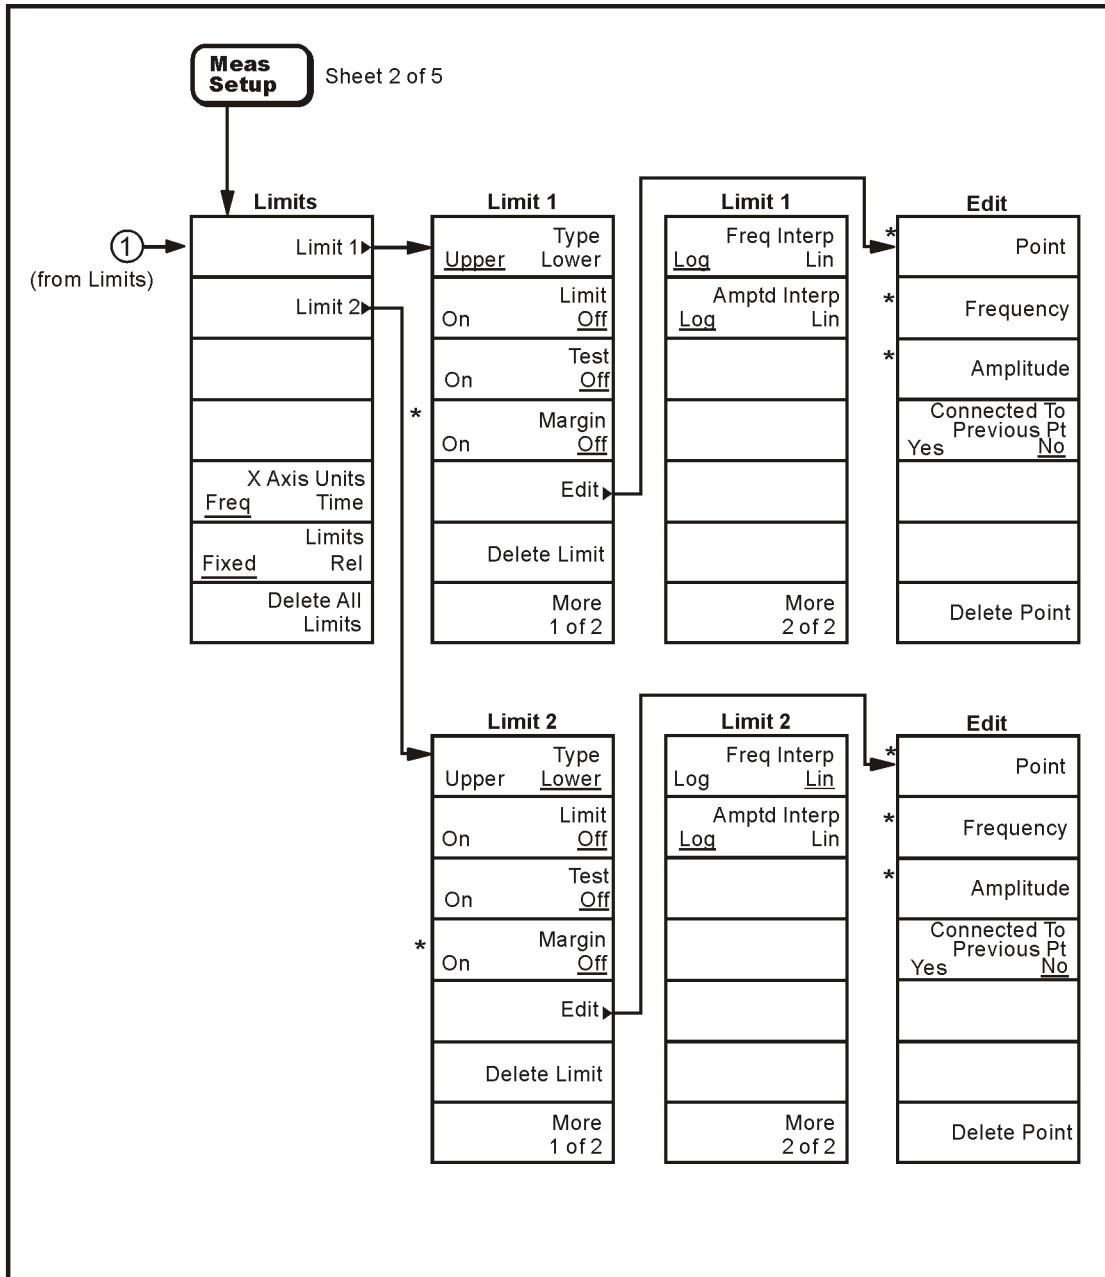 Meas
Setup
Sheet 2 of 5
1
(from Limits)
Limits
Limit 1
Limit 2
X Axis Units
Freq Time
Limits
Fixed Rel
Delete All
Limits
Limit 1
Type
Upper Lower
Limit
On Off
Test
On Off
*
Margin
On Off
Edit
Delete Limit
More
1 of 2
Limit 1
Freq Interp
Log Lin
Amptd Interp
Log Lin
More
2 of 2
Edit
*
Point
*
Frequency
*
Amplitude
Connected To
Previous Pt
Yes No
Delete Point
Limit 2
Type
Upper Lower
Limit
On Off
Test
On Off
*
Margin
On Off
Edit
Delete Limit
More
1 of 2
Limit 2
Freq Interp
Log Lin
Amptd Interp
Log Lin
More
2 of 2
Edit
*
Point
*
Frequency
*
Amplitude
Connected To
Previous Pt
Yes No
Delete Point